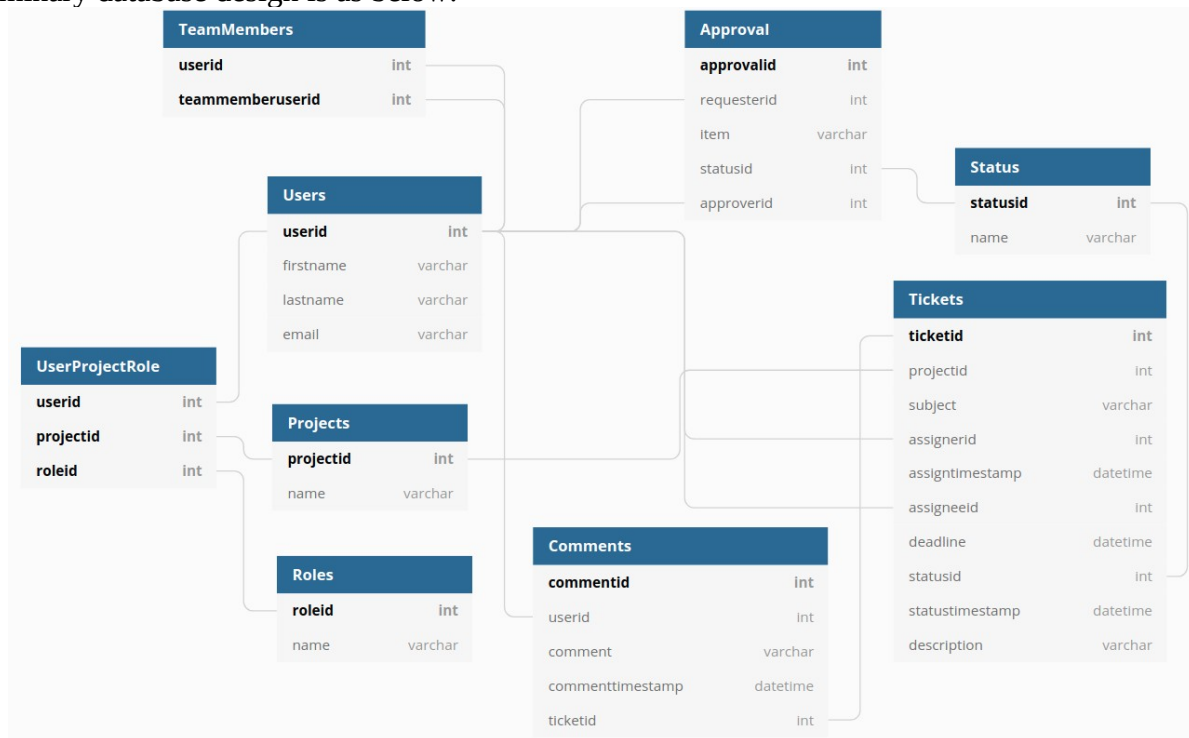 TeamMembers
userid int
teammemberuserid int
Approval
approvalid int
requesterid int
item varchar
statusid int
approverid int
Status
statusid int
name varchar
Users
userid int
firstname varchar
lastname varchar
email varchar
Tickets
ticketid int
projectid int
subject varchar
assignerid int
assigntimestamp datetime
assigneeid int
deadline datetime
statusid int
statustimestamp datetime
description varchar
UserProjectRole
userid int
projectid int
roleid int
Projects
projectid int
name varchar
Roles
roleid int
name varchar
Comments
commentid int
userid int
comment varchar
commenttimestamp datetime
ticketid int